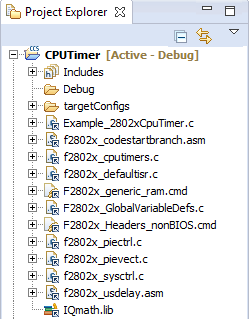 Project Explorer
CCS
CPUTimer [Active - Debug]
Includes
Debug
targetConfigs
Example_2802xCpuTimer.c
f2802x_codestartbranch.asm
f2802x_cputimers.c
f2802x_defaultisr.c
F2802x_generic_ram.cmd
F2802x_GlobalVariableDefs.c
F2802x_Headers_nonBIOS.cmd
f2802x_piectrl.c
f2802x_pievect.c
f2802x_sysctrl.c
f2802x_usdelay.asm
IQmath.lib